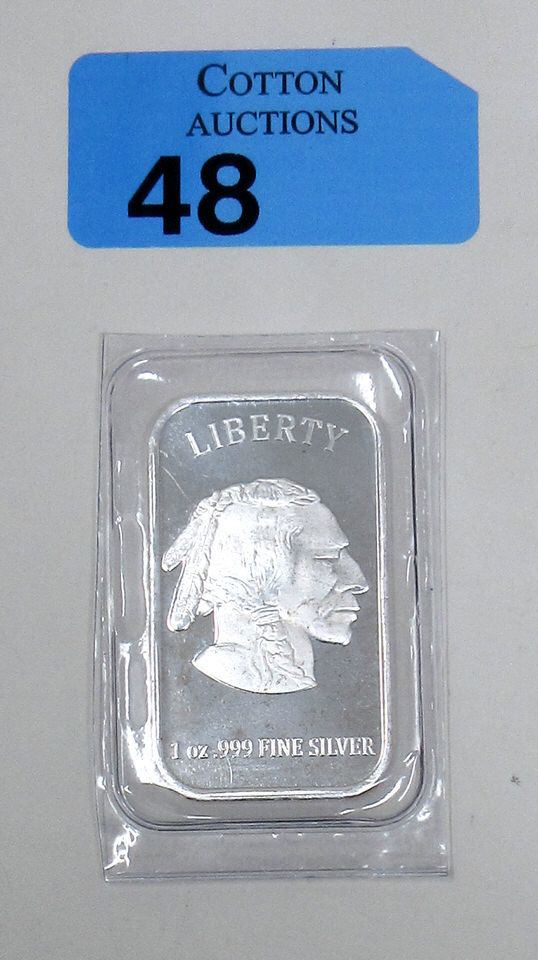 COTTON
AUCTIONS
48
LIBERTY
1 oz .999 FINE SILVER